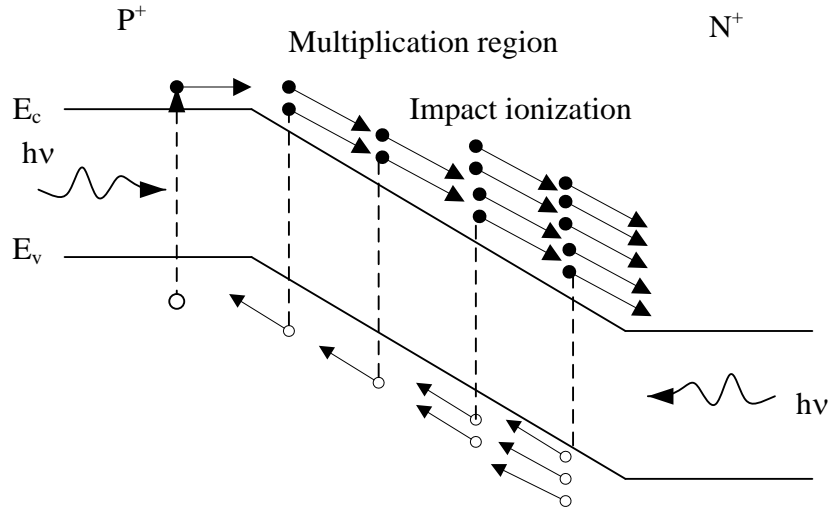 P+
N+
Multiplication region
Impact ionization
Ec
hν
Ev
hν